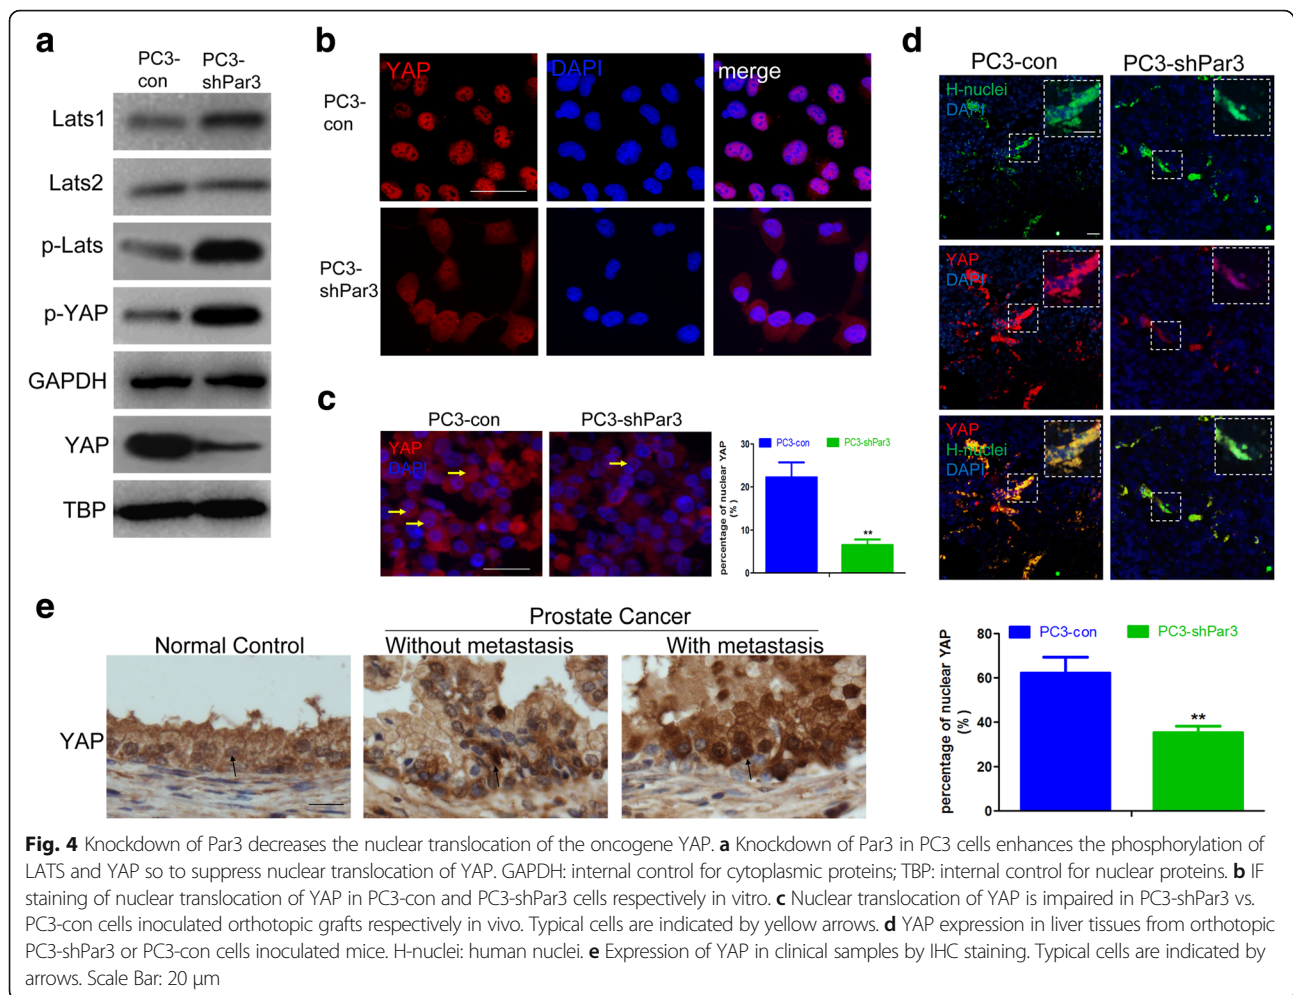 a
PC3-
con
PC3-
shPar3
Lats1
Lats2
p-Lats
p-YAP
GAPDH
YAP
TBP
b
YAP
DAPI
merge
PC3-
con
PC3-
shPar3
c
PC3-con
PC3-shPar3
YAP
DAPI
PC3-con
PC3-shPar3
percentage of nuclear YAP
(%)
30
20
10
0
**
d
PC3-con
PC3-shPar3
H-nuclei
DAPI
YAP
DAPI
YAP
H-nuclei
DAPI
PC3-con
PC3-shPar3
percentage of nuclear YAP
(%)
80
60
40
20
0
**
e
Prostate Cancer
Normal Control
Without metastasis
With metastasis
YAP
Fig. 4 Knockdown of Par3 decreases the nuclear translocation of the oncogene YAP. a Knockdown of Par3 in PC3 cells enhances the phosphorylation of
LATS and YAP so to suppress nuclear translocation of YAP. GAPDH: internal control for cytoplasmic proteins; TBP: internal control for nuclear proteins. b IF
staining of nuclear translocation of YAP in PC3-con and PC3-shPar3 cells respectively in vitro. c Nuclear translocation of YAP is impaired in PC3-shPar3 vs.
PC3-con cells inoculated orthotopic grafts respectively in vivo. Typical cells are indicated by yellow arrows. d YAP expression in liver tissues from orthotopic
PC3-shPar3 or PC3-con cells inoculated mice. H-nuclei: human nuclei. e Expression of YAP in clinical samples by IHC staining. Typical cells are indicated by
arrows. Scale Bar: 20 μm